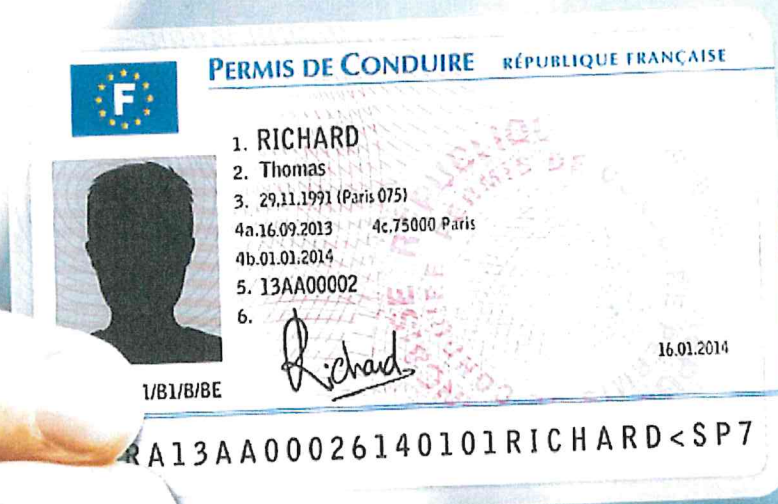 PERMIS DE CONDUIRE RÉPUBLIQUE FRANÇAISE
F
1. RICHARD
2. Thomas
3. 29.11.1991 (Paris 075)
4a.16.09.2013 4c.75000 Paris
4b.01.01.2014
5. 13AA00002
6.
Richard
16.01.2014
1/B1/B/BE
RA13AA00026140101RICHARD<SP7